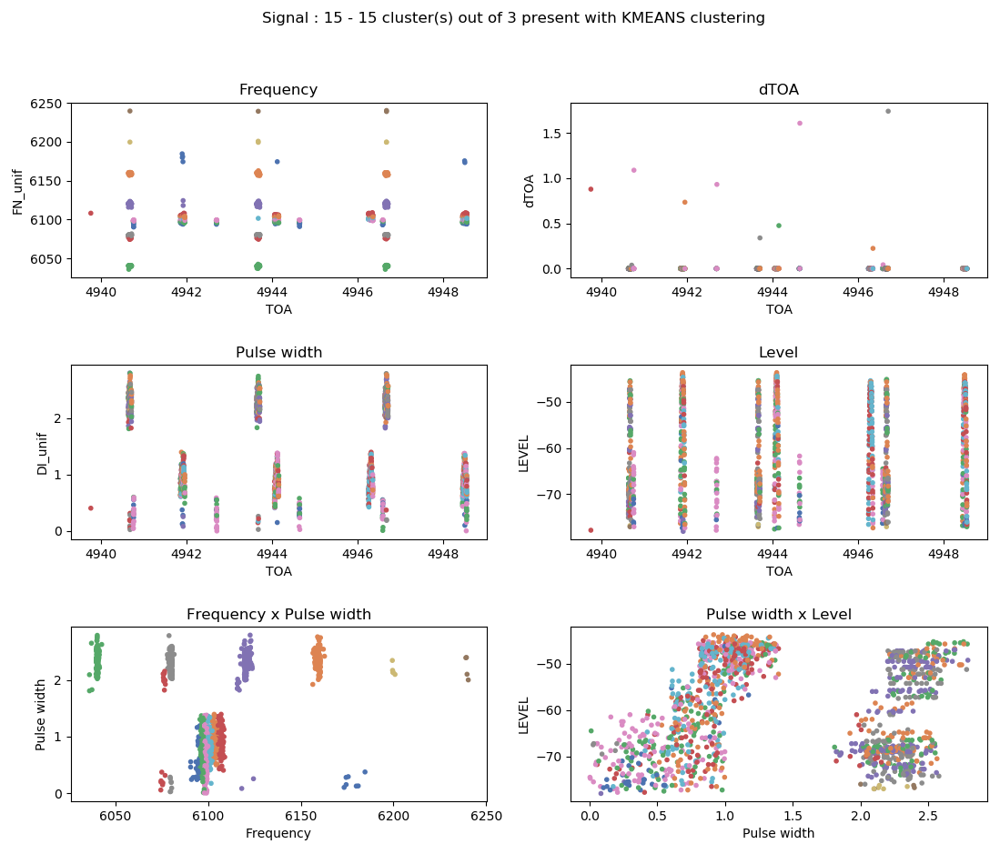 Signal : 15 - 15 cluster(s) out of 3 present with KMEANS clustering
Frequency
FN_unif
6250
6200
6150
6100
6050
4940 4942 4944 4946 4948
TOA
dTOA
dTOA
1.5
1.0
0.5
0.0
4940 4942 4944 4946 4948
TOA
Pulse width
DI_unif
2
1
0
4940 4942 4944 4946 4948
TOA
Level
LEVEL
−50
−60
−70
4940 4942 4944 4946 4948
TOA
Frequency x Pulse width
Pulse width
2
1
0
6050 6100 6150 6200 6250
Frequency
Pulse width x Level
LEVEL
−50
−60
−70
0.0 0.5 1.0 1.5 2.0 2.5
Pulse width